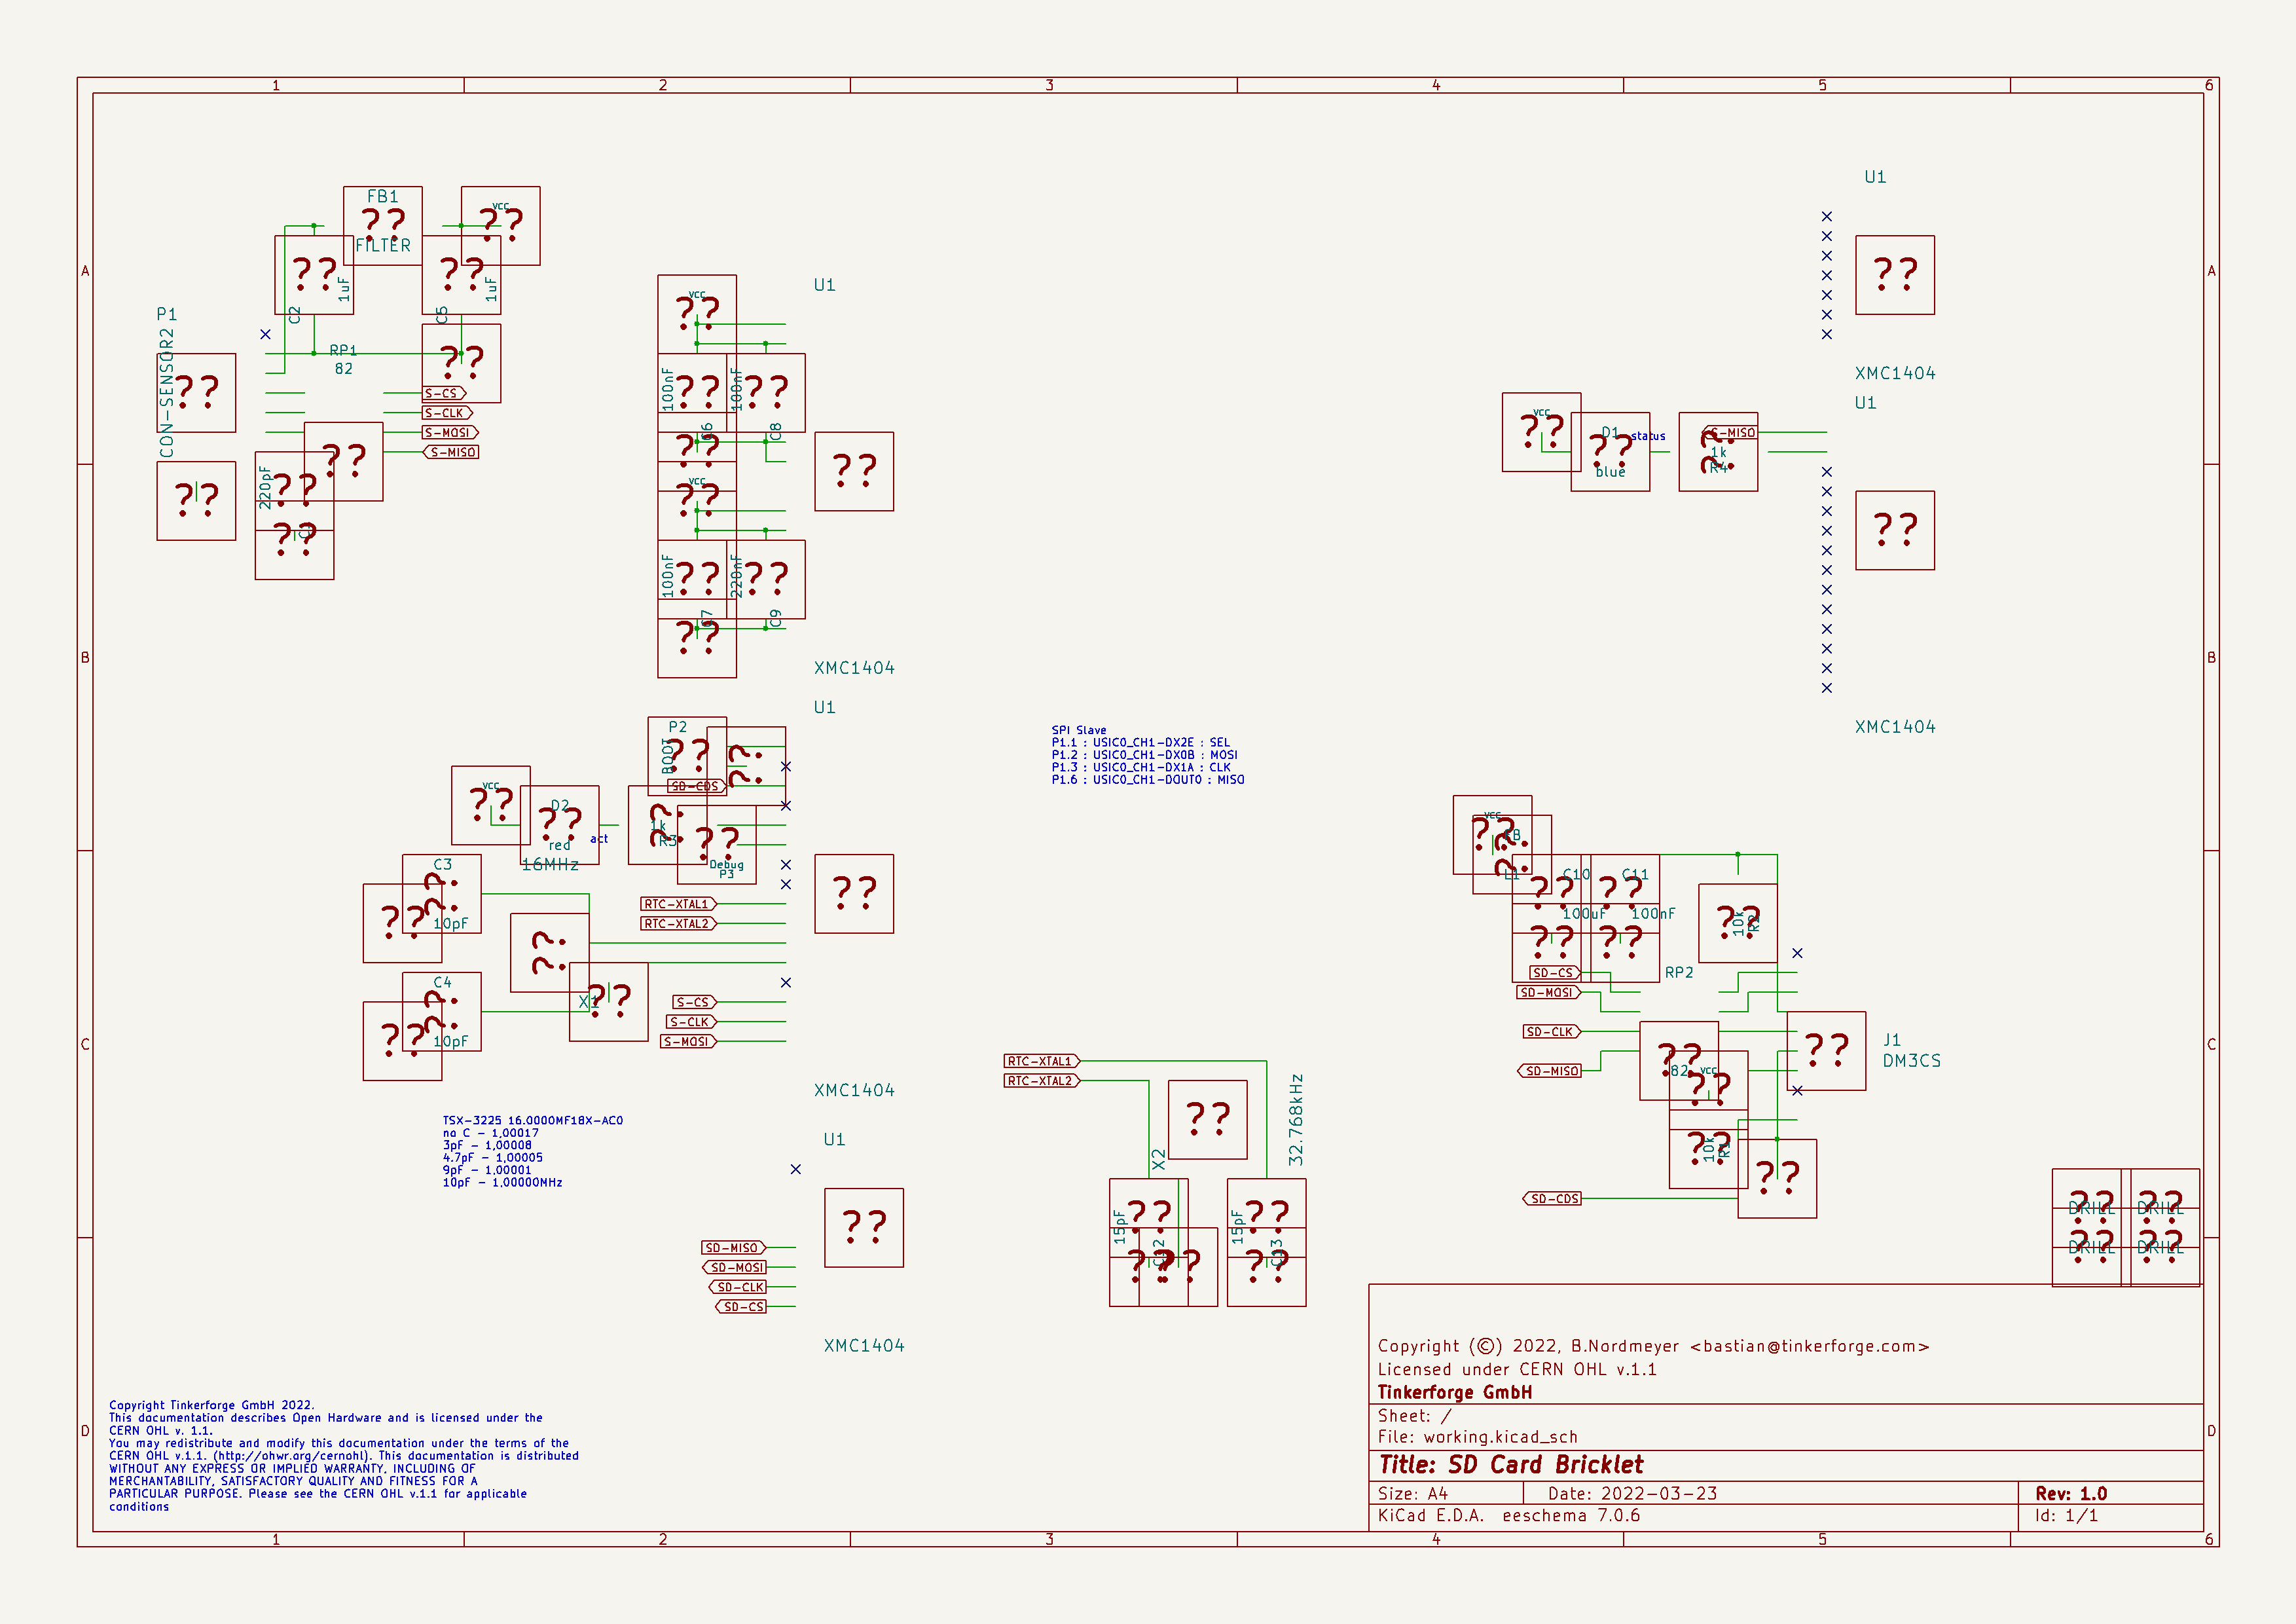 1 2 3 4 5 6
A
B
C
D
A
B
C
D
FB1
??
FILTER
vcc
??
??
1uF
C2
??
1uF
C5
P1
CON-SENSOR2
??
??
RP1
82
??
S-CS
S-CLK
S-MOSI
S-MISO
??
220pF
??
??
U1
vcc
??
100nF
??
C6
100nF
??
C8
??
vcc
??
100nF
??
C7
220nF
??
C9
??
??
XMC1404
U1
??
XMC1404
U1
vcc
??
D1
??
blue
status
S-MISO
??
1k
R4
??
XMC1404
U1
P2
BOOT
??
??
SD-CDS
vcc
??
D2
??
red
act
??
1k
R3
??
Debug
P3
16MHz
C3
??
10pF
??
C4
??
10pF
??
??
X1
??
RTC-XTAL1
RTC-XTAL2
S-CS
S-CLK
S-MOSI
??
XMC1404
SPI Slave
P1.1 : USIC0_CH1-DX2E : SEL
P1.2 : USIC0_CH1-DX0B : MOSI
P1.3 : USIC0_CH1-DX1A : CLK
P1.6 : USIC0_CH1-DOUT0 : MISO
TSX-3225 16.0000MF18X-AC0
no C - 1,00017
3pF - 1,00008
4.7pF - 1,00005
9pF - 1,00001
10pF - 1,00000MHz
U1
??
SD-MISO
SD-MOSI
SD-CLK
SD-CS
XMC1404
RTC-XTAL1
RTC-XTAL2
??
32.768kHz
X2
15pF
??
C12
??
??
15pF
??
C13
??
vcc
??
FB
??
L1
C10
??
100uF
C11
??
100nF
??
??
10k
??
R2
SD-CS
SD-MOSI
SD-CLK
SD-MISO
SD-CDS
RP2
??
82
vcc
??
10k
??
R1
??
??
J1
DM3CS
??
DRILL
??
DRILL
??
DRILL
??
DRILL
Copyright (©) 2022, B.Nordmeyer <bastian@tinkerforge.com>
Licensed under CERN OHL v.1.1
Tinkerforge GmbH
Sheet: /
File: working.kicad_sch
Title: SD Card Bricklet
Size: A4 Date: 2022-03-23 Rev: 1.0
KiCad E.D.A. eeschema 7.0.6 Id: 1/1
Copyright Tinkerforge GmbH 2022.
This documentation describes Open Hardware and is licensed under the
CERN OHL v. 1.1.
You may redistribute and modify this documentation under the terms of the
CERN OHL v.1.1. (http://ohwr.org/cernohl). This documentation is distributed
WITHOUT ANY EXPRESS OR IMPLIED WARRANTY, INCLUDING OF
MERCHANTABILITY, SATISFACTORY QUALITY AND FITNESS FOR A
PARTICULAR PURPOSE. Please see the CERN OHL v.1.1 for applicable
conditions
1 2 3 4 5 6